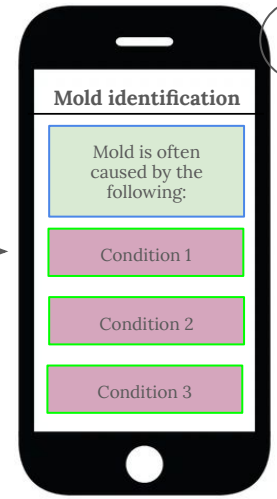 Mold identification
Mold is often
caused by the
following:
Condition 1
Condition 2
Condition 3